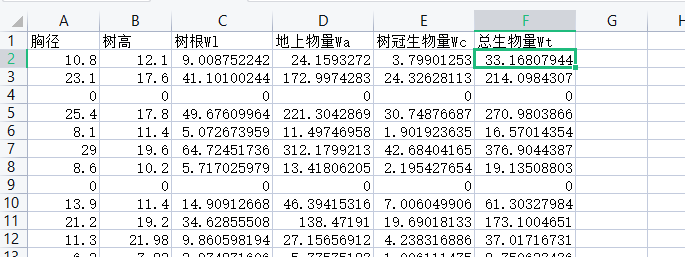 A B C D E F G H
1 胸径 树高 树根Wl 地上物量Wa 树冠生物量Wc 总生物量Wt
2 10.8 12.1 9.008752242 24.1593272 3.79901253 33.16807944
3 23.1 17.6 41.10100244 172.9974283 24.32628113 214.0984307
4 0 0 0 0 0 0
5 25.4 17.8 49.67609964 221.3042869 30.74876687 270.9803866
6 8.1 11.4 5.072673959 11.49746958 1.901923635 16.57014354
7 29 19.6 64.72451736 312.1799213 42.68404165 376.9044387
8 8.6 10.2 5.717025979 13.41806205 2.195427654 19.13508803
9 0 0 0 0 0 0
10 13.9 11.4 14.90912668 46.39415316 7.006049906 61.30327984
11 21.2 19.2 34.62855508 138.47191 19.69018133 173.1004651
12 11.3 21.98 9.860598194 27.15656912 4.238316886 37.01716731